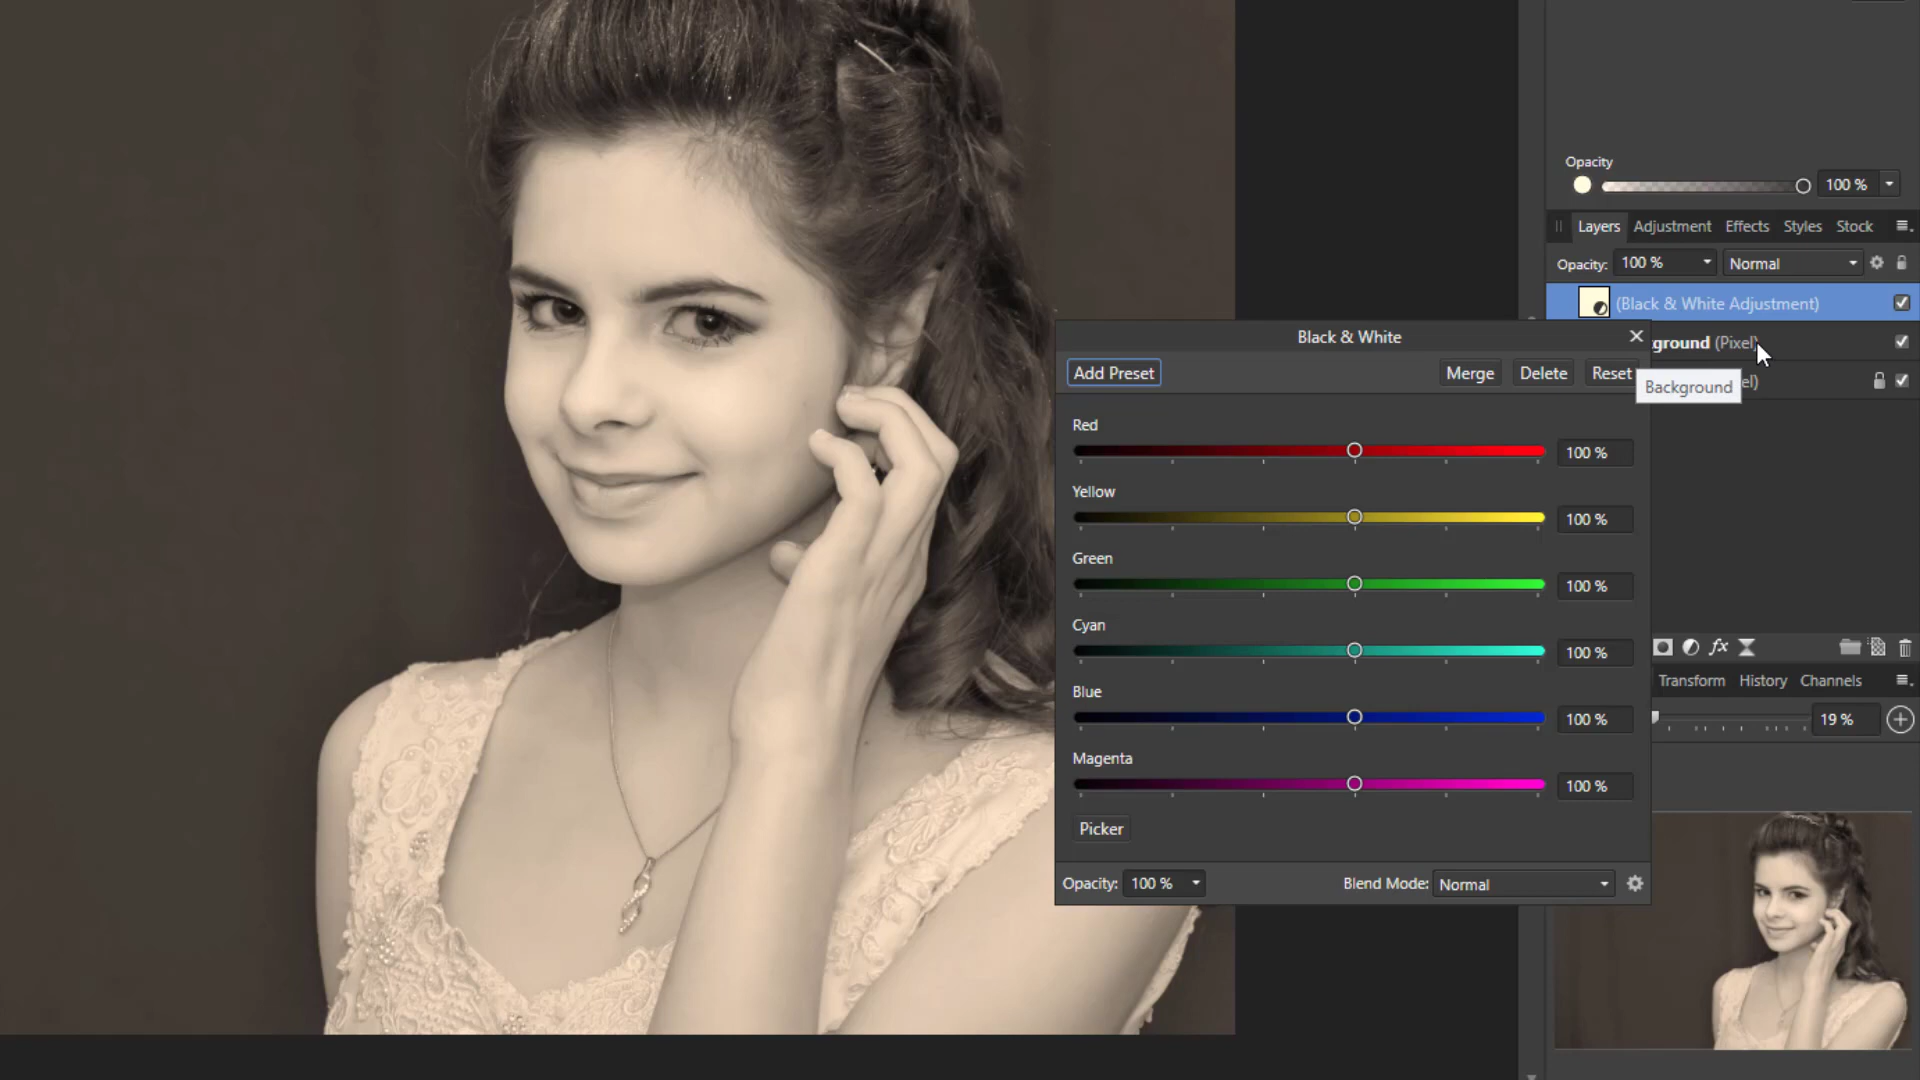 Opacity
100 %
Layers Adjustment Effects Styles Stock
Opacity: 100 % Normal
(Black & White Adjustment)
ground (Pixel)
Background
el)
Black & White
Add Preset Merge Delete Reset
Red
100 %
Yellow
100 %
Green
100 %
Cyan
100 %
Blue
100 %
Magenta
100 %
Picker
Opacity: 100 % Blend Mode: Normal
fx
Transform History Channels
19 %